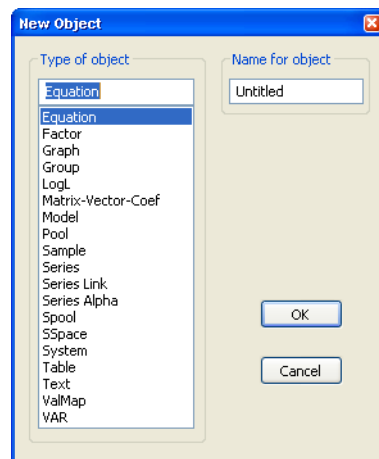 New Object
Type of object
Equation
Equation
Factor
Graph
Group
LogL
Matrix-Vector-Coef
Model
Pool
Sample
Series
Series Link
Series Alpha
Spool
SSpace
System
Table
Text
ValMap
VAR
Name for object
Untitled
OK
Cancel